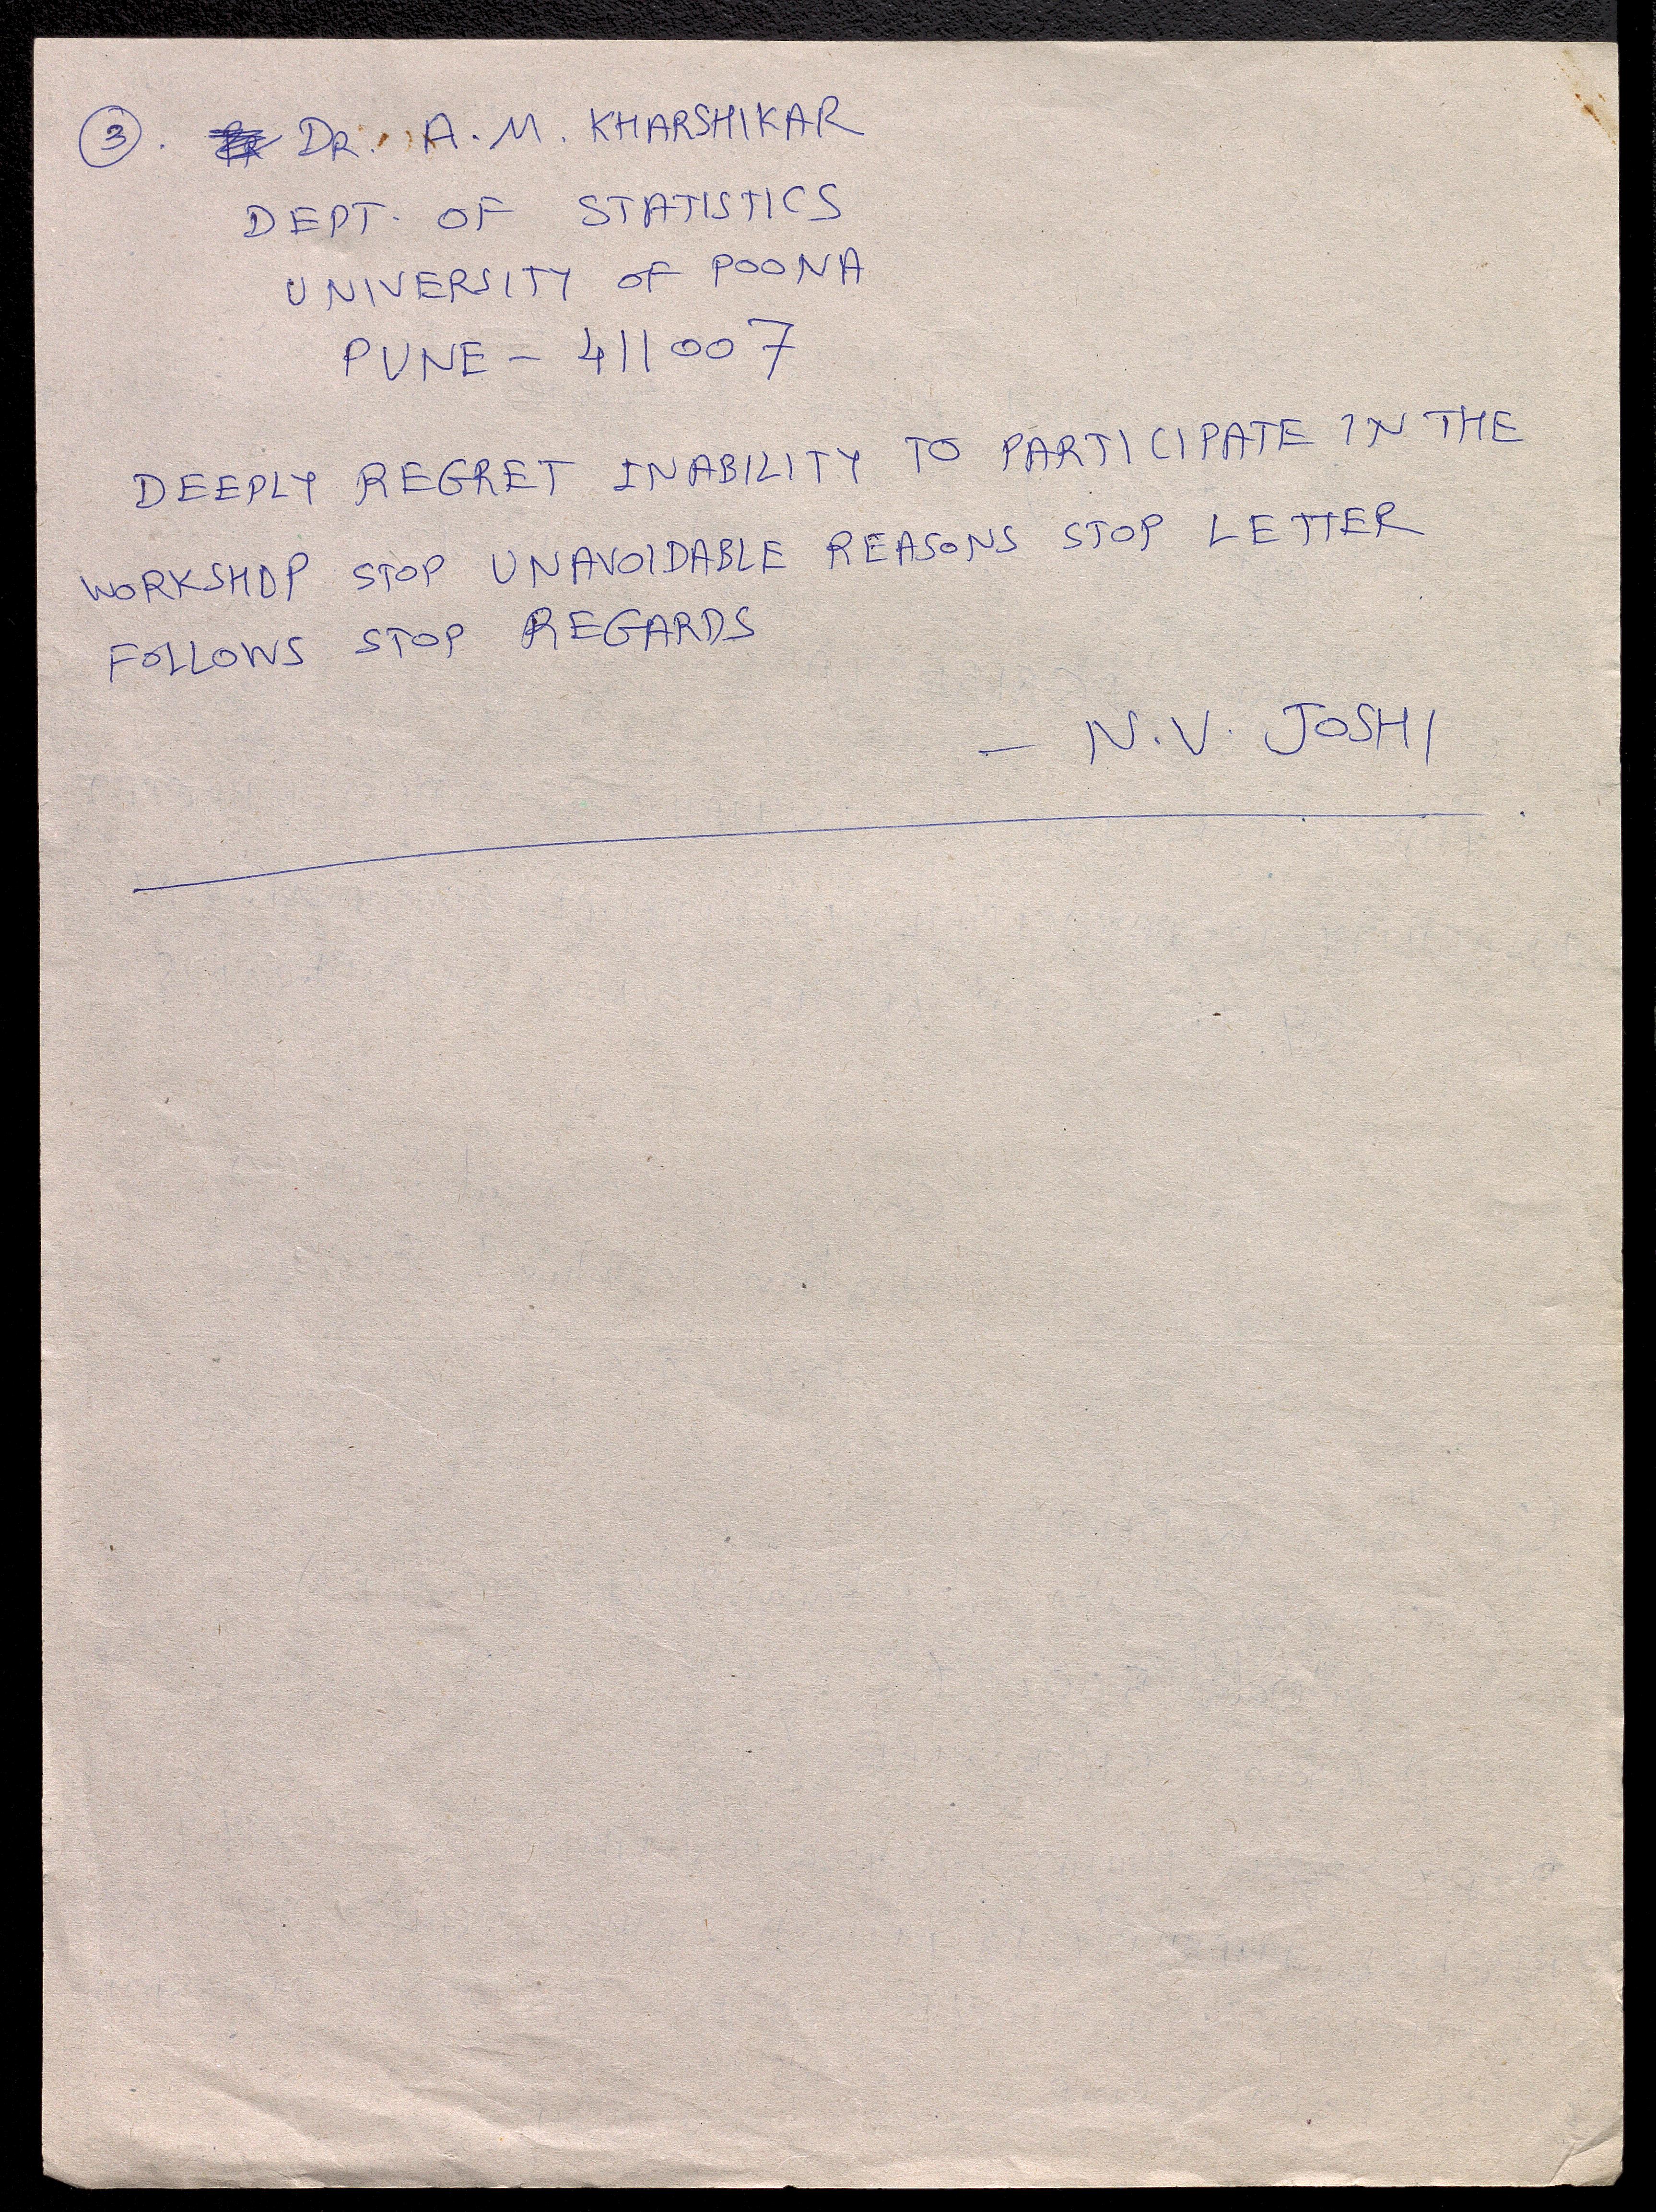 3. DR. A. M. KHARSHIKAR
DEPT. OF STATISTICS
UNIVERSITY OF POONA
PUNE - 411007
DEEPLY REGRET INABILITY TO PARTICIPATE IN THE
WORKSHOP STOP UNAVOIDABLE REASONS STOP LETTER
FOLLOWS STOP REGARDS
- N.V. JOSHI